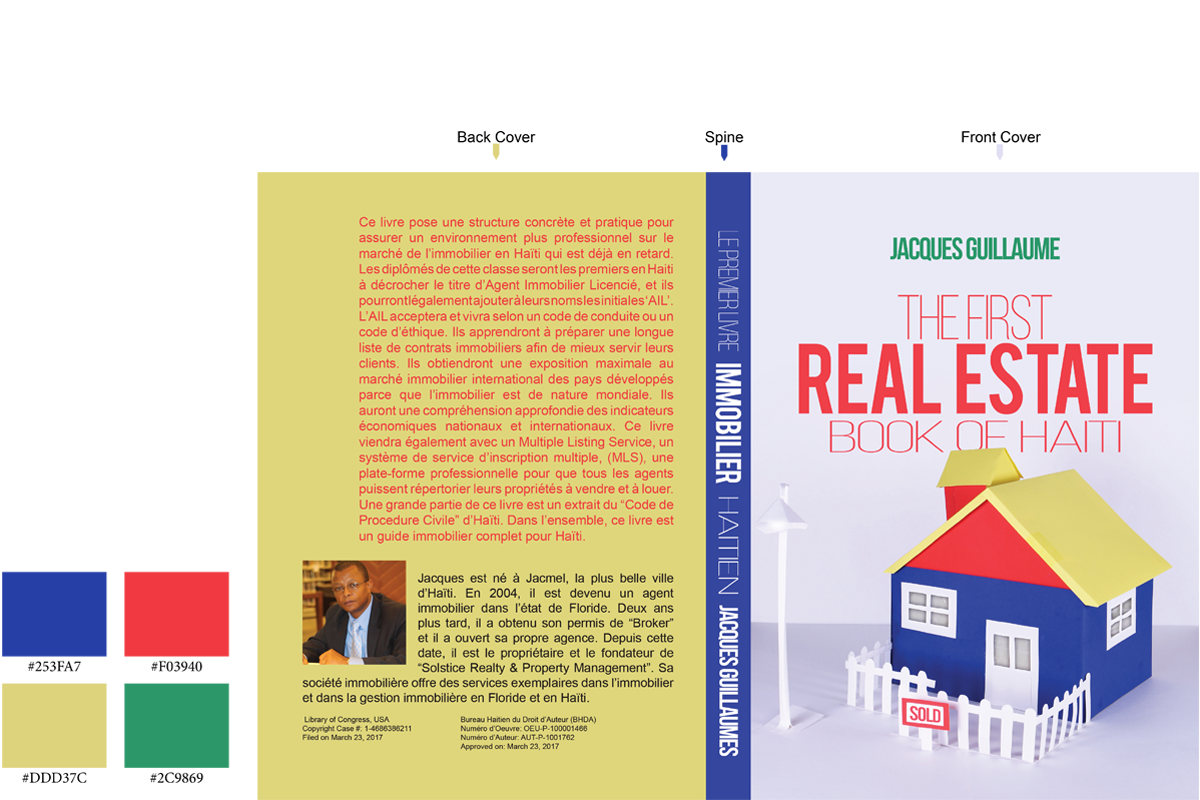 Back Cover
Spine
Front Cover
Ce livre pose une structure concrète et pratique pour
assurer un environnement plus professionnel sur le
marché de l'immobilier en Haïti qui est déjà en retard.
Les diplômés de cette classe seront les premiers en Haiti
à décrocher le titre d'Agent Immobilier Licencié, et ils
pourront légalement ajouter à leurs noms les initiales 'AIL'.
L'AIL acceptera et vivra selon un code de conduite ou un
code d'éthique. Ils apprendront à préparer une longue
liste de contrats immobiliers afin de mieux servir leurs
clients. Ils obtiendront une exposition maximale au
marché immobilier international des pays développés
parce que l'immobilier est de nature mondiale. Ils
auront une compréhension approfondie des indicateurs
économiques nationaux et internationaux. Ce livre
viendra également avec un Multiple Listing Service, un
système de service d'inscription multiple, (MLS), une
plate-forme professionnelle pour que tous les agents
puissent répertorier leurs propriétés à vendre et à louer.
Une grande partie de ce livre est un extrait du "Code de
Procedure Civile" d'Haïti. Dans l'ensemble, ce livre est
un guide immobilier complet pour Haïti.
Jacques est né à Jacmel, la plus belle ville
d'Haïti. En 2004, il est devenu un agent
immobilier dans l'état de Floride. Deux ans
plus tard, il a obtenu son permis de "Broker"
et il a ouvert sa propre agence. Depuis cette
date, il est le propriétaire et le fondateur de
"Solstice Realty & Property Management". Sa
société immobilière offre des services exemplaires dans l'immobilier
et dans la gestion immobilière en Floride et en Haïti.
Library of Congress, USA
Copyright Case #: 1-4686386211
Filed on March 23, 2017
Bureau Haitien du Droit d'Auteur (BHDA)
Numéro d'Oeuvre: OEU-P-100001466
Numéro d'Auteur: AUT-P-1001762
Approved on: March 23, 2017
LE PREMIER LIVRE IMMOBILIER HAITIEN JACQUES GUILLAUMES
JACQUES GUILLAUME
THE FIRST
REAL ESTATE
BOOK OF HAITI
SOLD
#253FA7
#F03940
#DDD37C
#2C9869